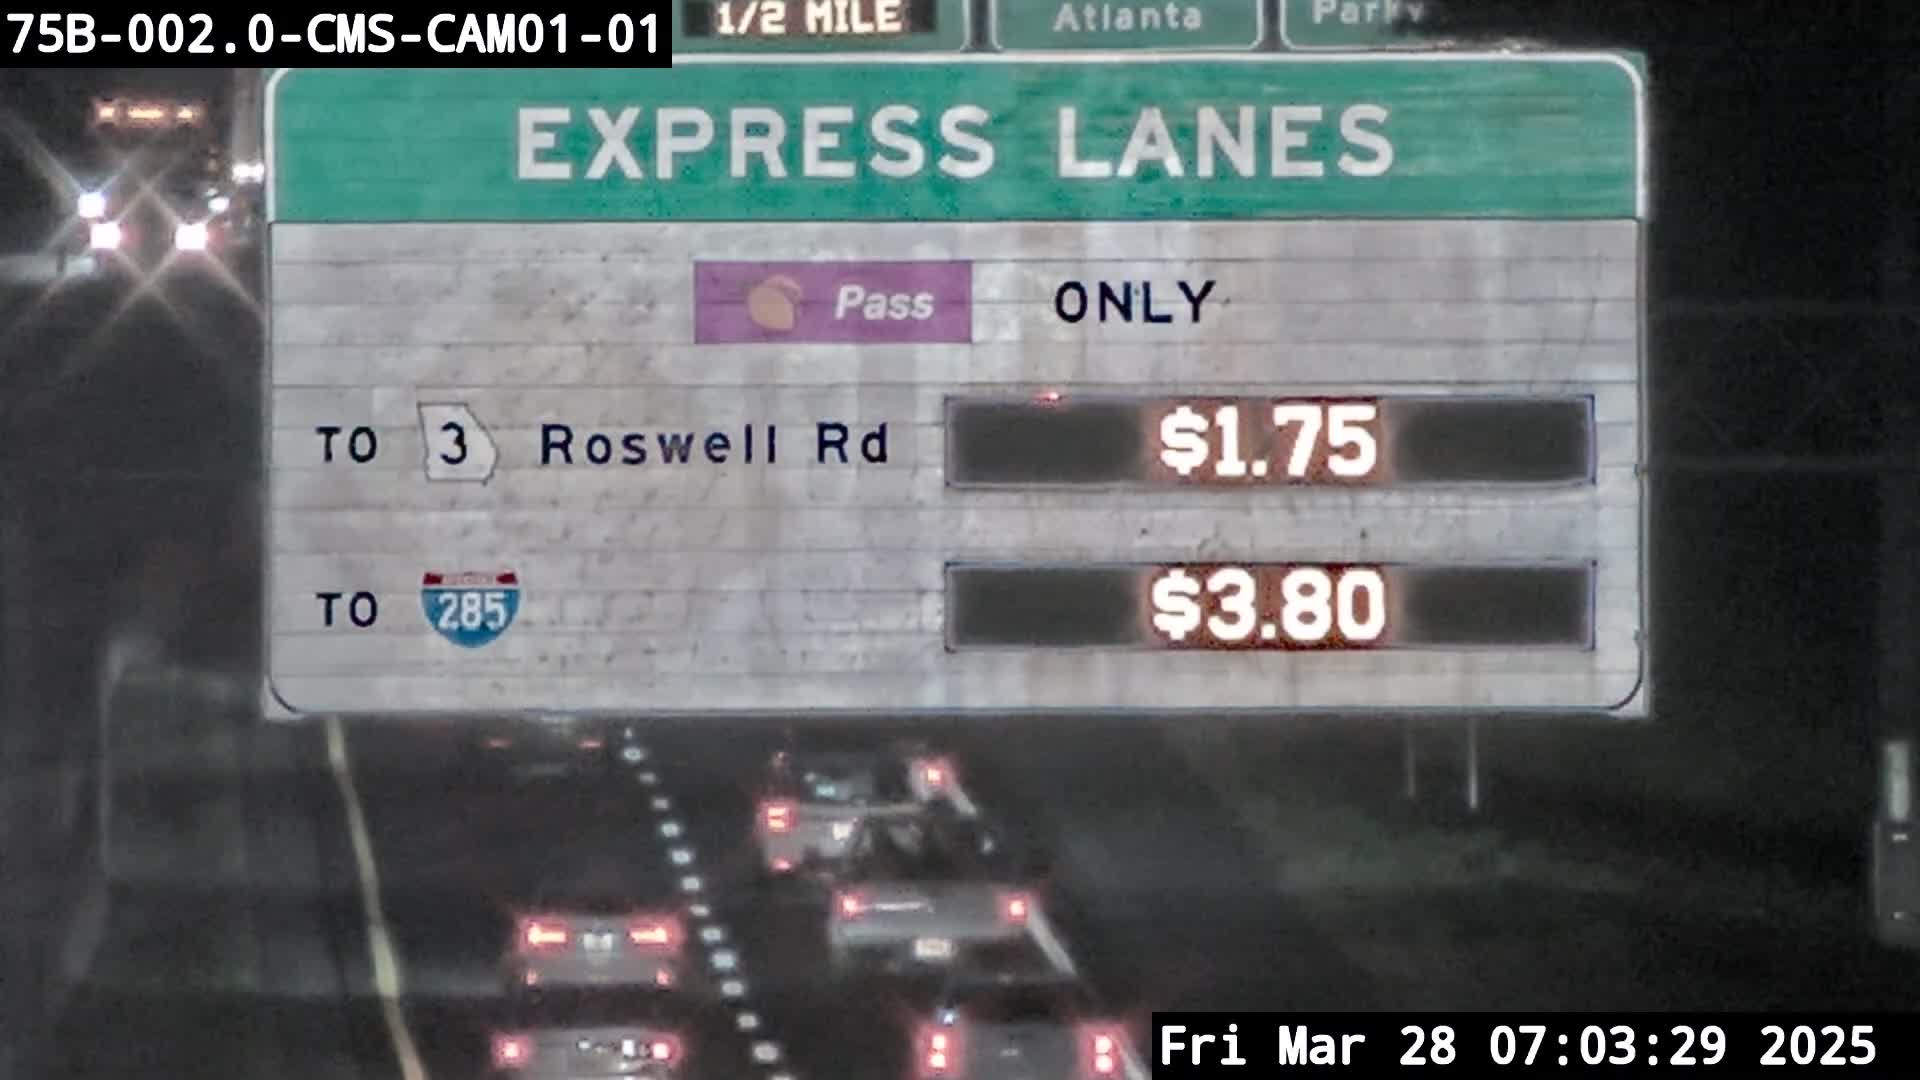 75B-002.0-CMS-CAM01-01
1/2 MILE
Atlanta
EXPRESS LANES
Pass ONLY
TO 3 Roswell Rd $1.75
TO 285 $3.80
Fri Mar 28 07:03:29 2025